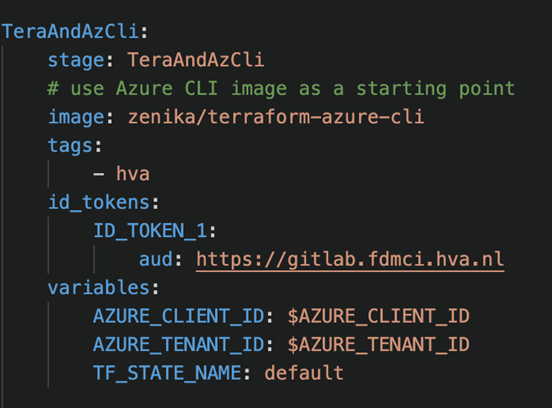 TeraAndAzCli:
stage: TeraAndAzCli
# use Azure CLI image as a starting point
image: zenika/terraform-azure-cli
tags:
- hva
id_tokens:
ID_TOKEN_1:
aud: https://gitlab.fdmci.hva.nl
variables:
AZURE_CLIENT_ID: $AZURE_CLIENT_ID
AZURE_TENANT_ID: $AZURE_TENANT_ID
TF_STATE_NAME: default